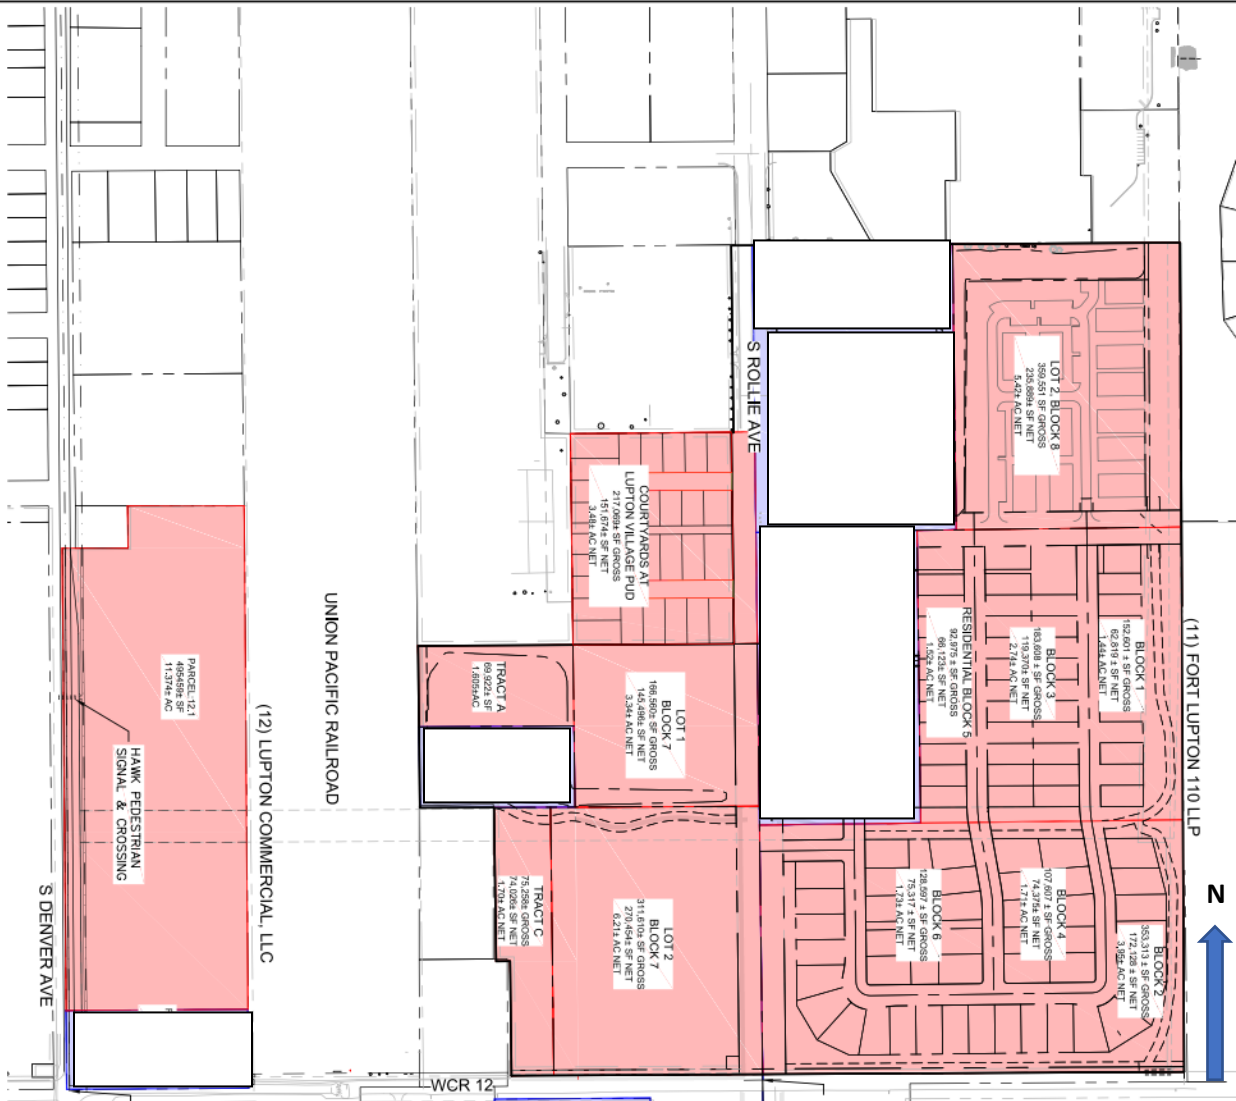 LOT 2, BLOCK 8
359,551 SF GROSS
235,889± SF NET
5.42± AC NET
S ROLLIE AVE
COURTYARDS AT
LUPTON VILLAGE PUD
217,069± SF GROSS
151,674± SF NET
3.48± AC NET
(11) FORT LUPTON 110 LLP
BLOCK 1
152,601 ± SF GROSS
62,819 ± SF NET
1.44± AC NET
BLOCK 3
183,608 ± SF GROSS
119,370± SF NET
2.74± AC NET
RESIDENTIAL BLOCK 5
92,975 ± SF GROSS
66,123± SF NET
1.52± AC NET
UNION PACIFIC RAILROAD
TRACT A
69,922± SF
1.605±AC
LOT 1
BLOCK 7
168,560± SF GROSS
145,496± SF NET
3.34± AC NET
PARCEL 12.1
495459± SF
11.374± AC
(12) LUPTON COMMERCIAL, LLC
HAWK PEDESTRIAN
SIGNAL & CROSSING
BLOCK 4
107,607 ± SF GROSS
74,375± SF NET
1.71± AC NET
BLOCK 6
128,597 ± SF GROSS
75,317 ± SF NET
1.73± AC NET
BLOCK 2
353,313 ± SF GROSS
172,128 ± SF NET
3.95± AC NET
TRACT C
75,258± GROSS
74,026± SF NET
1.70± AC NET
LOT 2
BLOCK 7
311,610± SF GROSS
270,454± SF NET
6.21± AC NET
S DENVER AVE
N
WCR 12